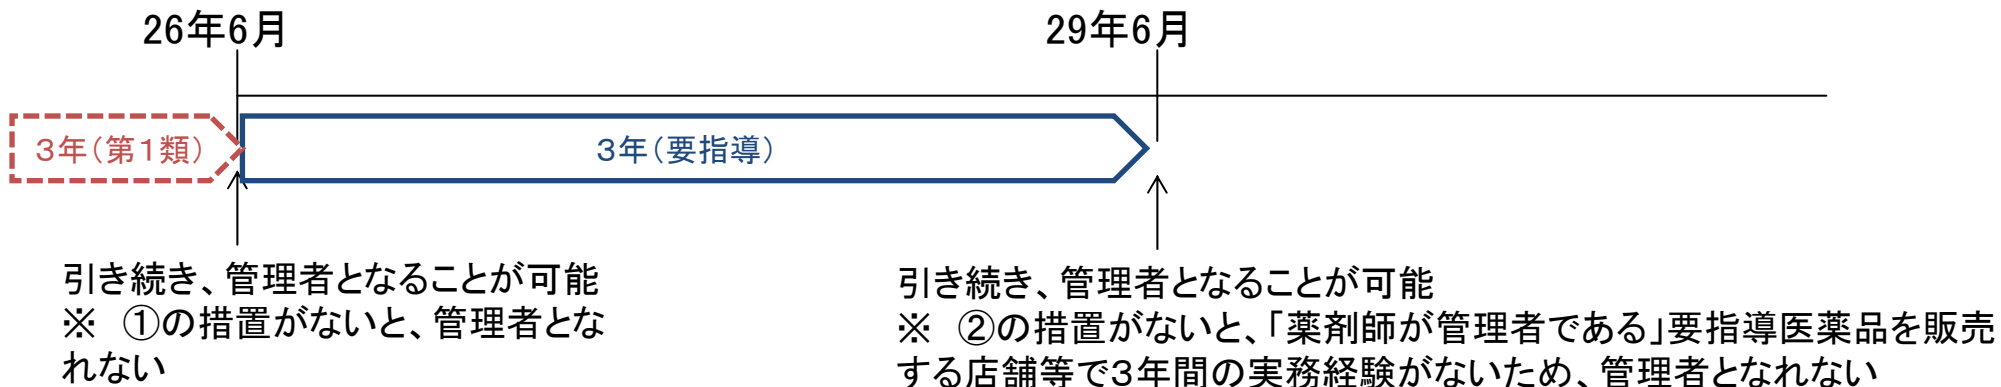 26年6月
29年6月
３年（第１類）
３年（要指導）
引き続き、管理者となることが可能
※　①の措置がないと、管理者とな
れない
引き続き、管理者となることが可能
※　②の措置がないと、「薬剤師が管理者である」要指導医薬品を販売
する店舗等で3年間の実務経験がないため、管理者となれない